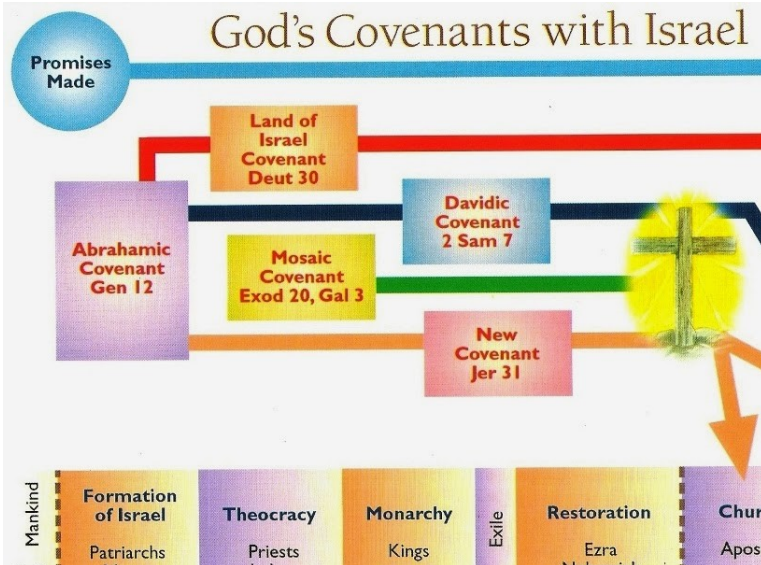 God's Covenants with Israel
Promises
Made
Land of
Israel
Covenant
Deut 30
Davidic
Covenant
2 Sam 7
Abrahamic
Covenant
Gen 12
Mosaic
Covenant
Exod 20, Gal 3
New
Covenant
Jer 31
Mankind
Formation
of Israel
Patriarchs
Theocracy
Priests
Monarchy
Kings
Exile
Restoration
Ezra
Chur
Apos